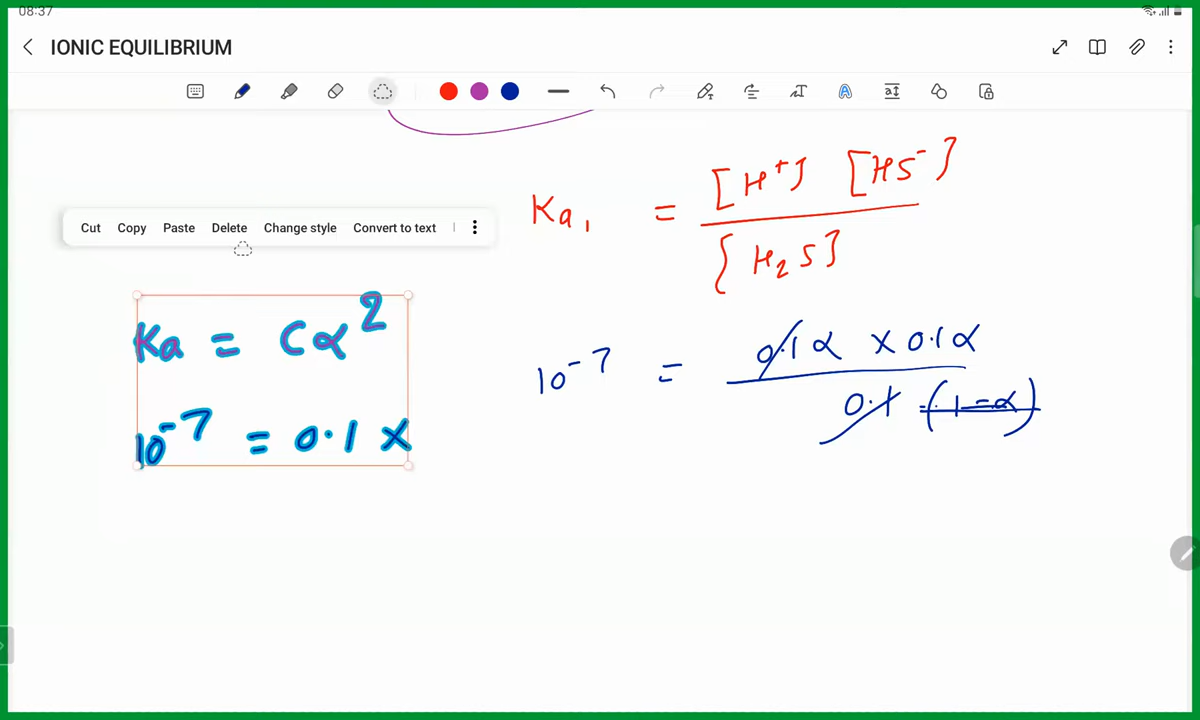 08:37
IONIC EQUILIBRIUM
Cut Copy Paste Delete Change style Convert to text
Ka = Cα²
10⁻⁷ = 0.1 x
Ka₁ = [H⁺] [HS⁻] / [H₂S]
10⁻⁷ = 0.1α x 0.1α / 0.1 (1-α)